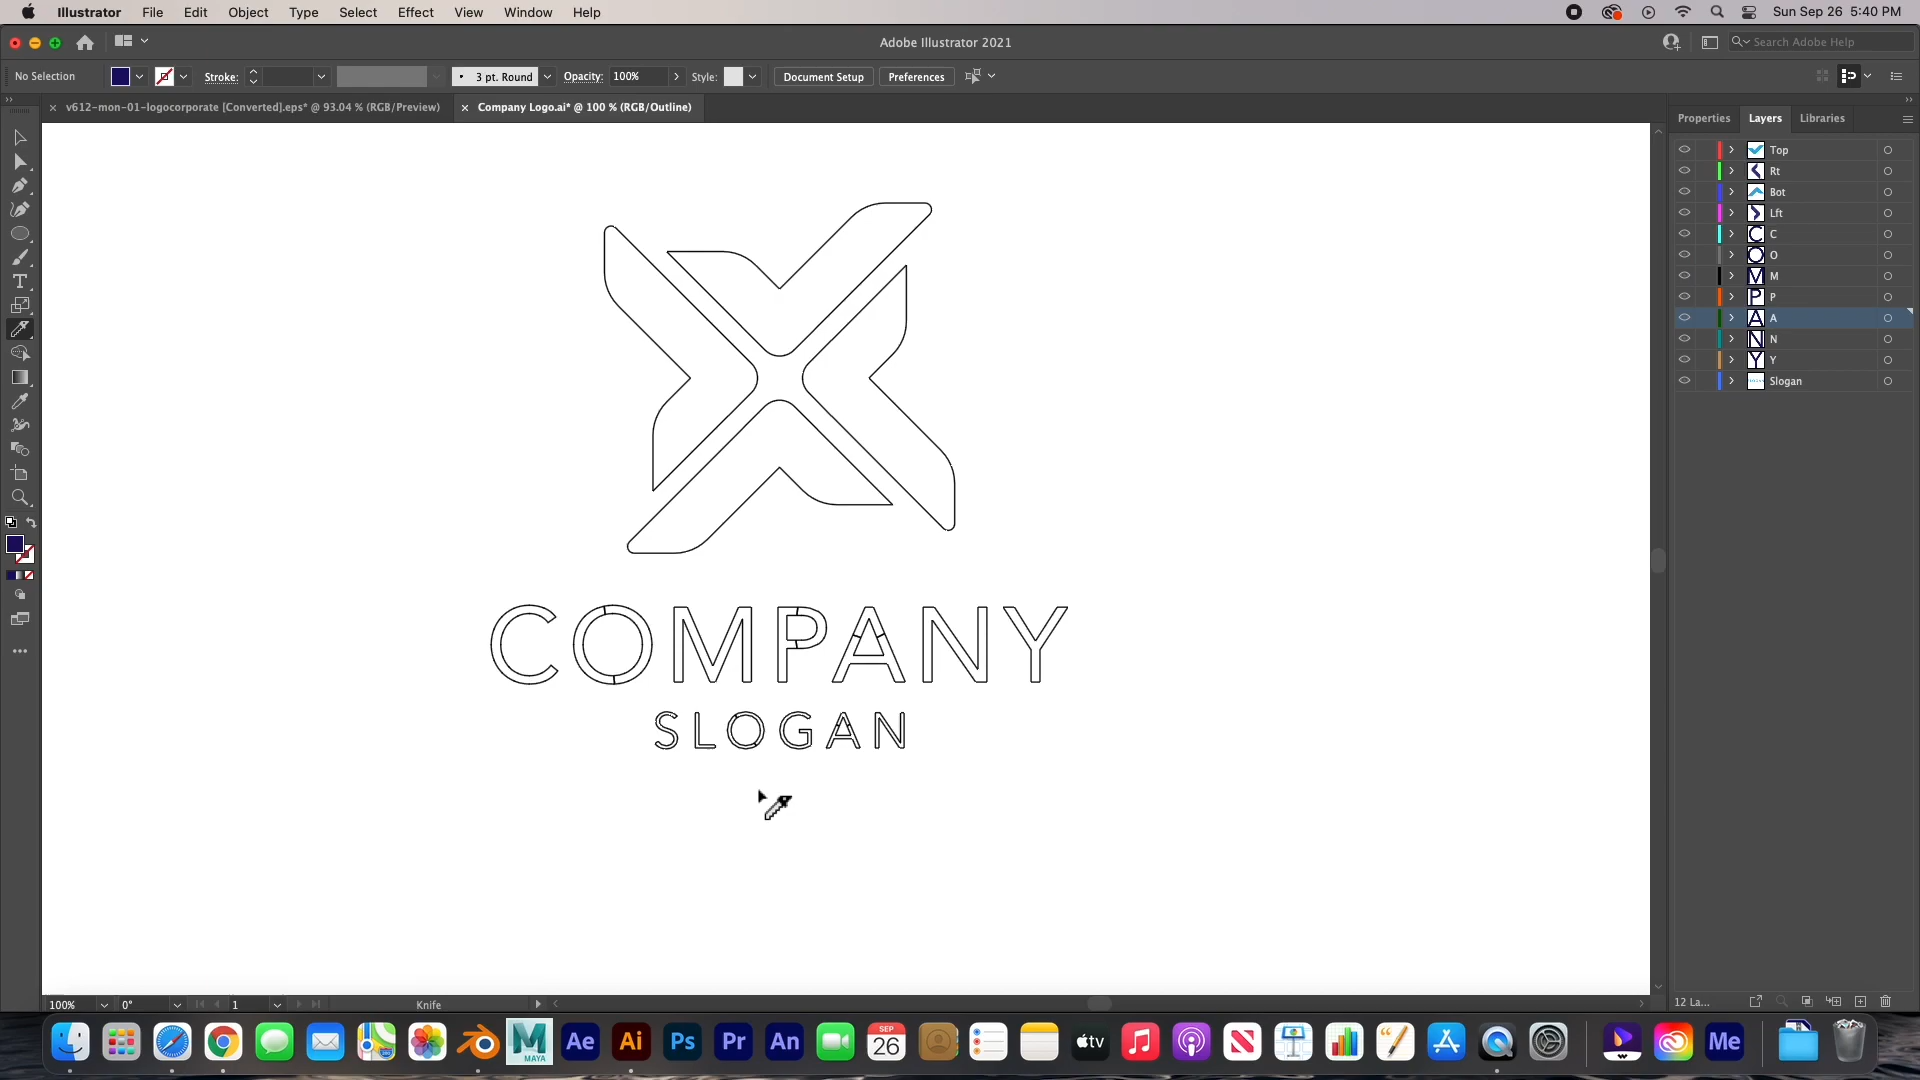 Illustrator File Edit Object Type Select Effect View Window Help Sun Sep 26 5:40 PM
Adobe Illustrator 2021 Search Adobe Help
No Selection Stroke: 3 pt. Round Opacity: 100% Style: Document Setup Preferences
v612-mon-01-logocorporate [Converted].eps* @ 93.04 % (RGB/Preview) Company Logo.ai* @ 100 % (RGB/Outline)
Properties Layers Libraries
Top
Rt
Bot
Lft
C
O
M
P
A
N
Y
Slogan
COMPANY
SLOGAN
100% 0° 1 Knife 12 La...
MAYA Ae Ai Ps Pr An SEP 26 tv Me